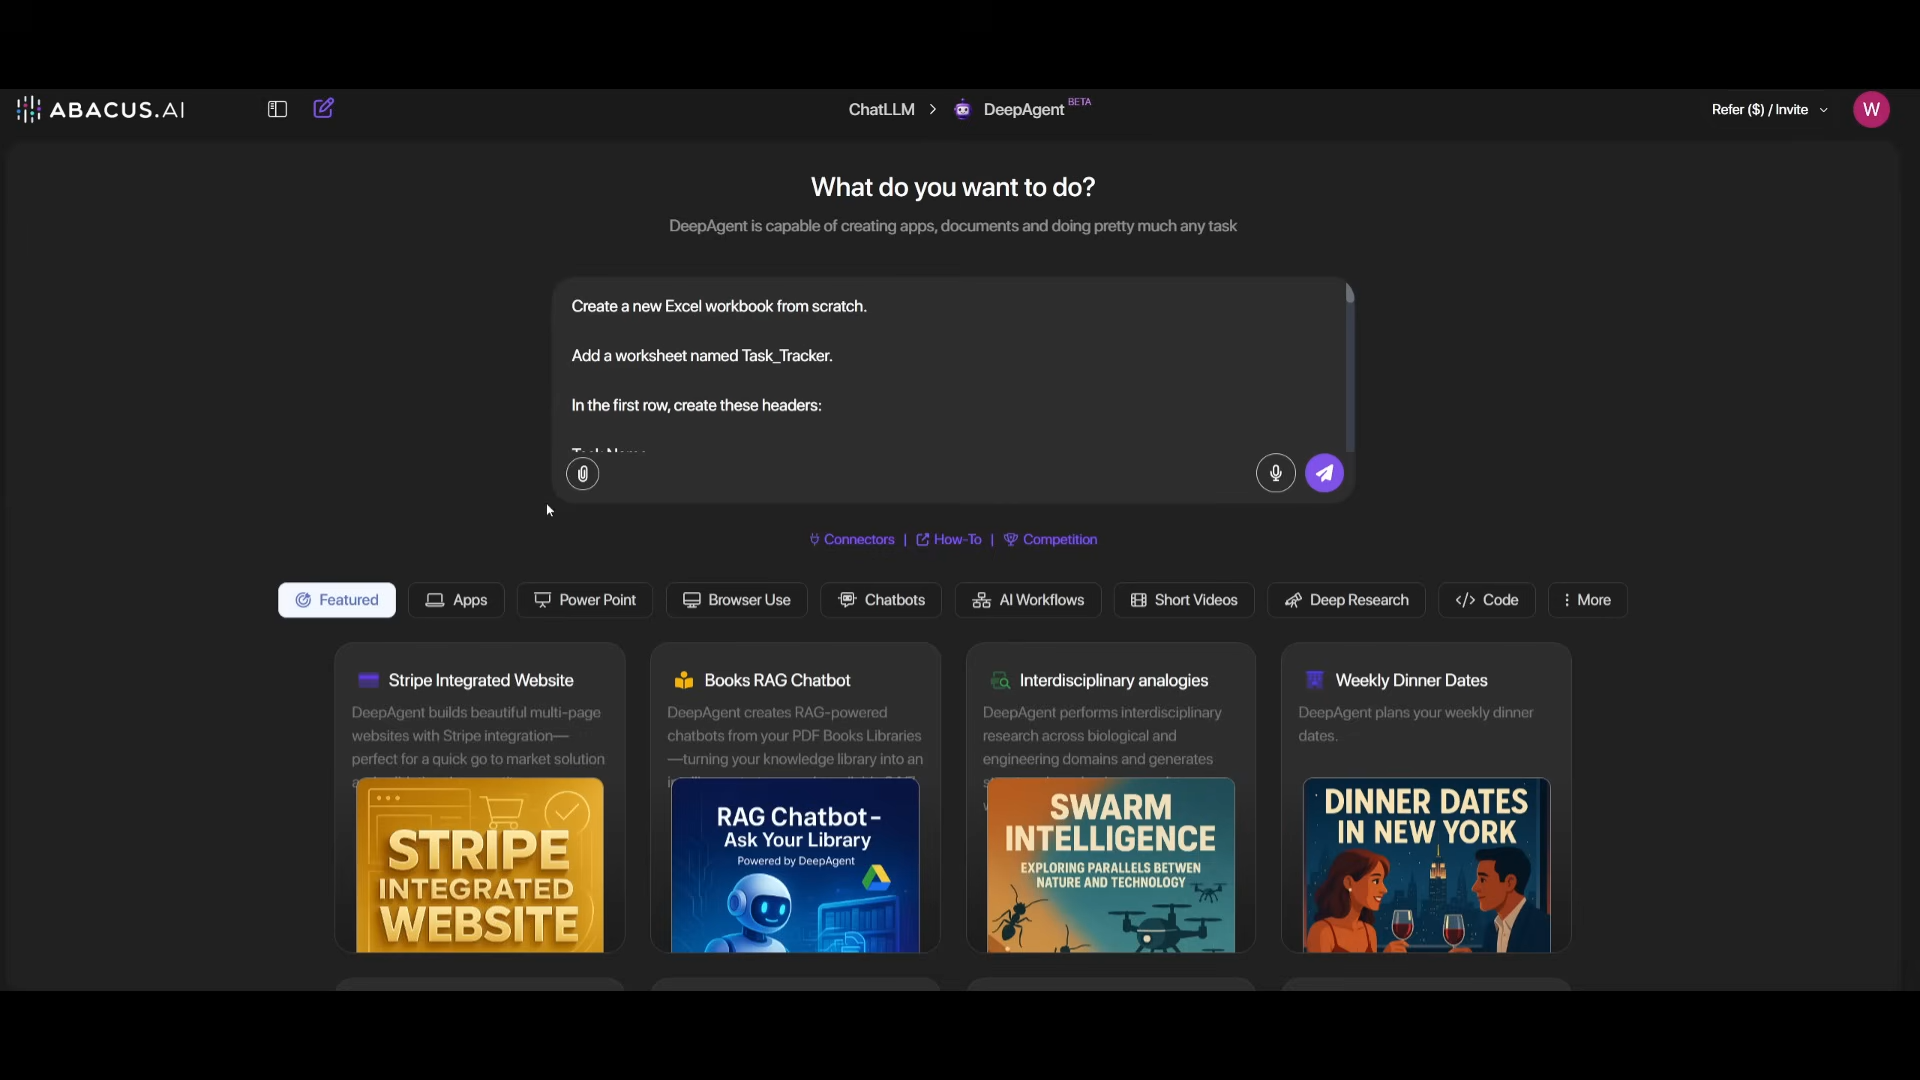 ABACUS.AI
ChatLLM > DeepAgent BETA
Refer ($) / Invite
W
What do you want to do?
DeepAgent is capable of creating apps, documents and doing pretty much any task
Create a new Excel workbook from scratch.
Add a worksheet named Task_Tracker.
In the first row, create these headers:
Connectors | How-To | Competition
Featured
Apps
Power Point
Browser Use
Chatbots
AI Workflows
Short Videos
Deep Research
</> Code
More
Stripe Integrated Website
DeepAgent builds beautiful multi-page
websites with Stripe integration—
perfect for a quick go to market solution
STRIPE
INTEGRATED
WEBSITE
Books RAG Chatbot
DeepAgent creates RAG-powered
chatbots from your PDF Books Libraries
—turning your knowledge library into an
RAG Chatbot-
Ask Your Library
Powered by DeepAgent
Interdisciplinary analogies
DeepAgent performs interdisciplinary
research across biological and
engineering domains and generates
SWARM
INTELLIGENCE
EXPLORING PARALLELS BETWEN
NATURE AND TECHNOLOGY
Weekly Dinner Dates
DeepAgent plans your weekly dinner
dates.
DINNER DATES
IN NEW YORK